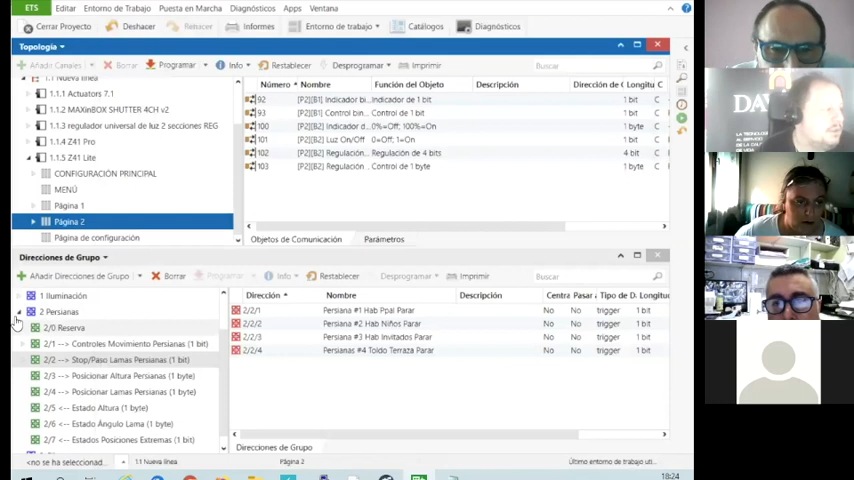 ETS Editar Entorno de Trabajo Puesta en Marcha Diagnósticos Apps Ventana
Cerrar Proyecto Deshacer Rehacer Informes Entorno de trabajo Catálogos Diagnósticos
Topología
Añadir Canales Borrar Programar Info Restablecer Desprogramar Imprimir Buscar
1.1 Nueva línea
1.1.1 Actuators 7.1
1.1.2 MAXinBOX SHUTTER 4CH v2
1.1.3 regulador universal de luz 2 secciones REG
1.1.4 Z41 Pro
1.1.5 Z41 Lite
CONFIGURACIÓN PRINCIPAL
MENÚ
Página 1
Página 2
Página de configuración
Número Nombre Función del Objeto Descripción Dirección de G Longitu C
92 [P2][B1] Indicador bi... Indicador de 1 bit 1 bit C
93 [P2][B1] Control bin... Control de 1 bit 1 bit C
100 [P2][B2] Indicador d... 0%=Off; 100%=On 1 byte C
101 [P2][B2] Luz On/Off 0=Off; 1=On 1 bit C
102 [P2][B2] Regulación... Regulación de 4 bits 4 bit C
103 [P2][B2] Regulación... Control de 1 byte 1 byte C
Objetos de Comunicación Parámetros
Direcciones de Grupo
Añadir Direcciones de Grupo Borrar Programar Info Restablecer Desprogramar Imprimir Buscar
1 Iluminación
2 Persianas
2/0 Reserva
2/1 --> Controles Movimiento Persianas (1 bit)
2/2 --> Stop/Paso Lamas Persianas (1 bit)
2/3 --> Posicionar Altura Persianas (1 byte)
2/4 --> Posicionar Lamas Persianas (1 byte)
2/5 <-- Estado Altura (1 byte)
2/6 <-- Estado Ángulo Lama (1 byte)
2/7 <-- Estados Posiciones Extremas (1 bit)
Dirección Nombre Descripción Centra Pasar Tipo de D Longitud
2/2/1 Persiana #1 Hab Ppal Parar No No trigger 1 bit
2/2/2 Persiana #2 Hab Niños Parar No No trigger 1 bit
2/2/3 Persiana #3 Hab Invitados Parar No No trigger 1 bit
2/2/4 Persianas #4 Toldo Terraza Parar No No trigger 1 bit
Direcciones de Grupo
<no se ha seleccionad... 1.1 Nueva línea Página 2 Último entorno de trabajo uti...
18:24